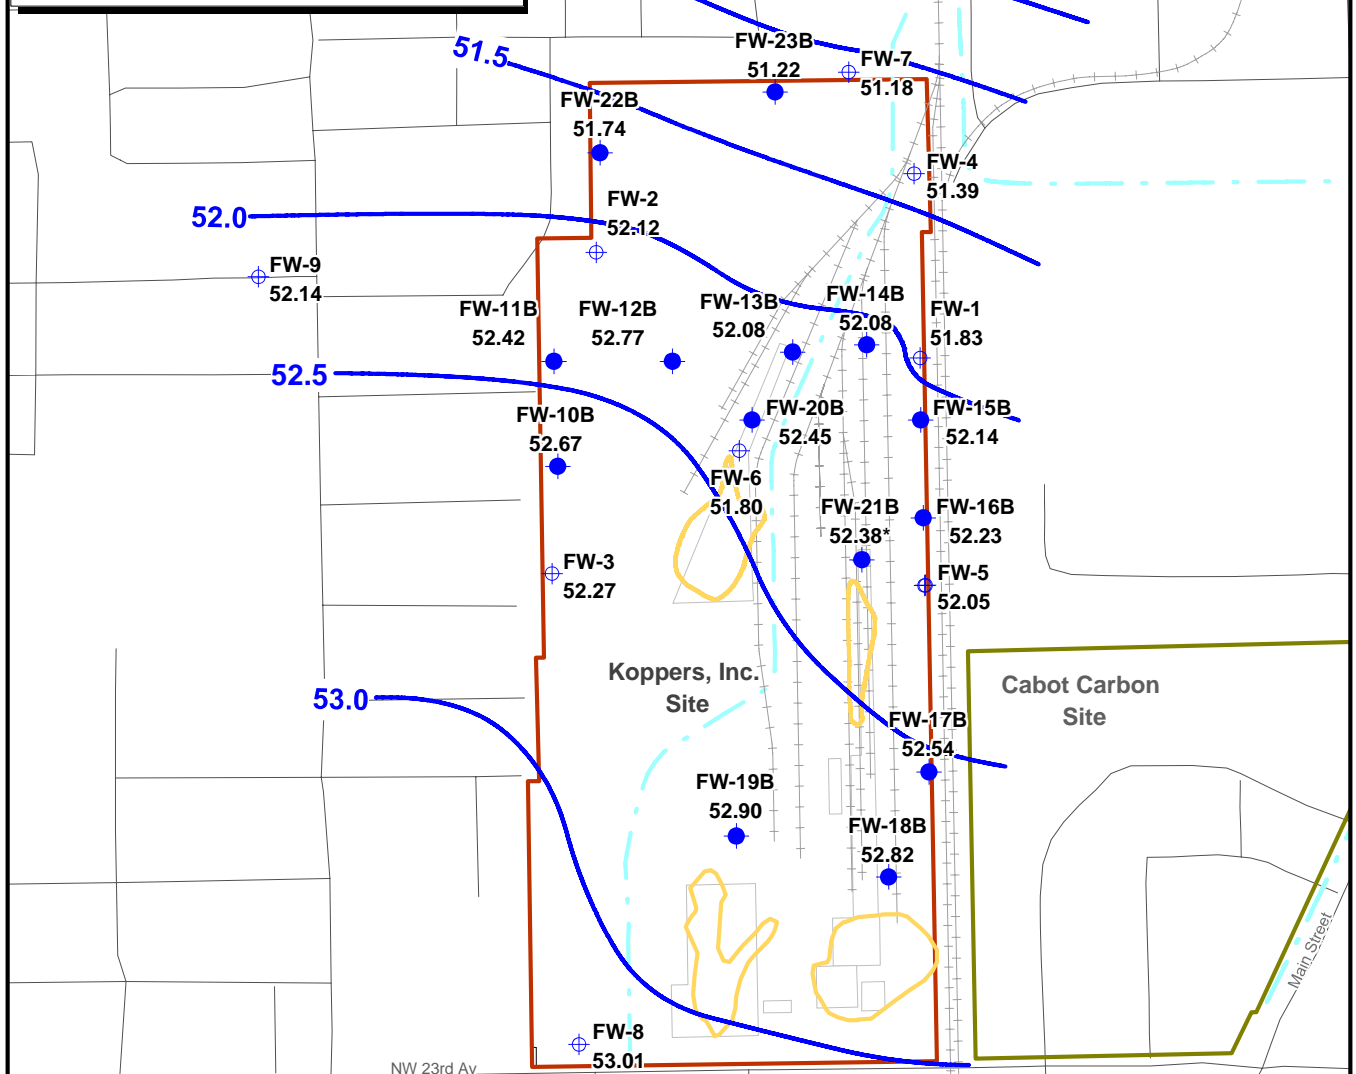 FW-23B
51.22
51.5
FW-7
51.18
FW-22B
51.74
FW-4
51.39
FW-2
52.12
52.0
FW-9
52.14
FW-11B
52.42
FW-12B
52.77
FW-13B
52.08
FW-14B
52.08
FW-1
51.83
52.5
FW-10B
52.67
FW-20B
52.45
FW-15B
52.14
FW-6
51.80
FW-21B
52.38*
FW-16B
52.23
FW-3
52.27
FW-5
52.05
Koppers, Inc.
Site
Cabot Carbon
Site
53.0
FW-17B
52.54
FW-19B
52.90
FW-18B
52.82
Main Street
FW-8
53.01
NW 23rd Av